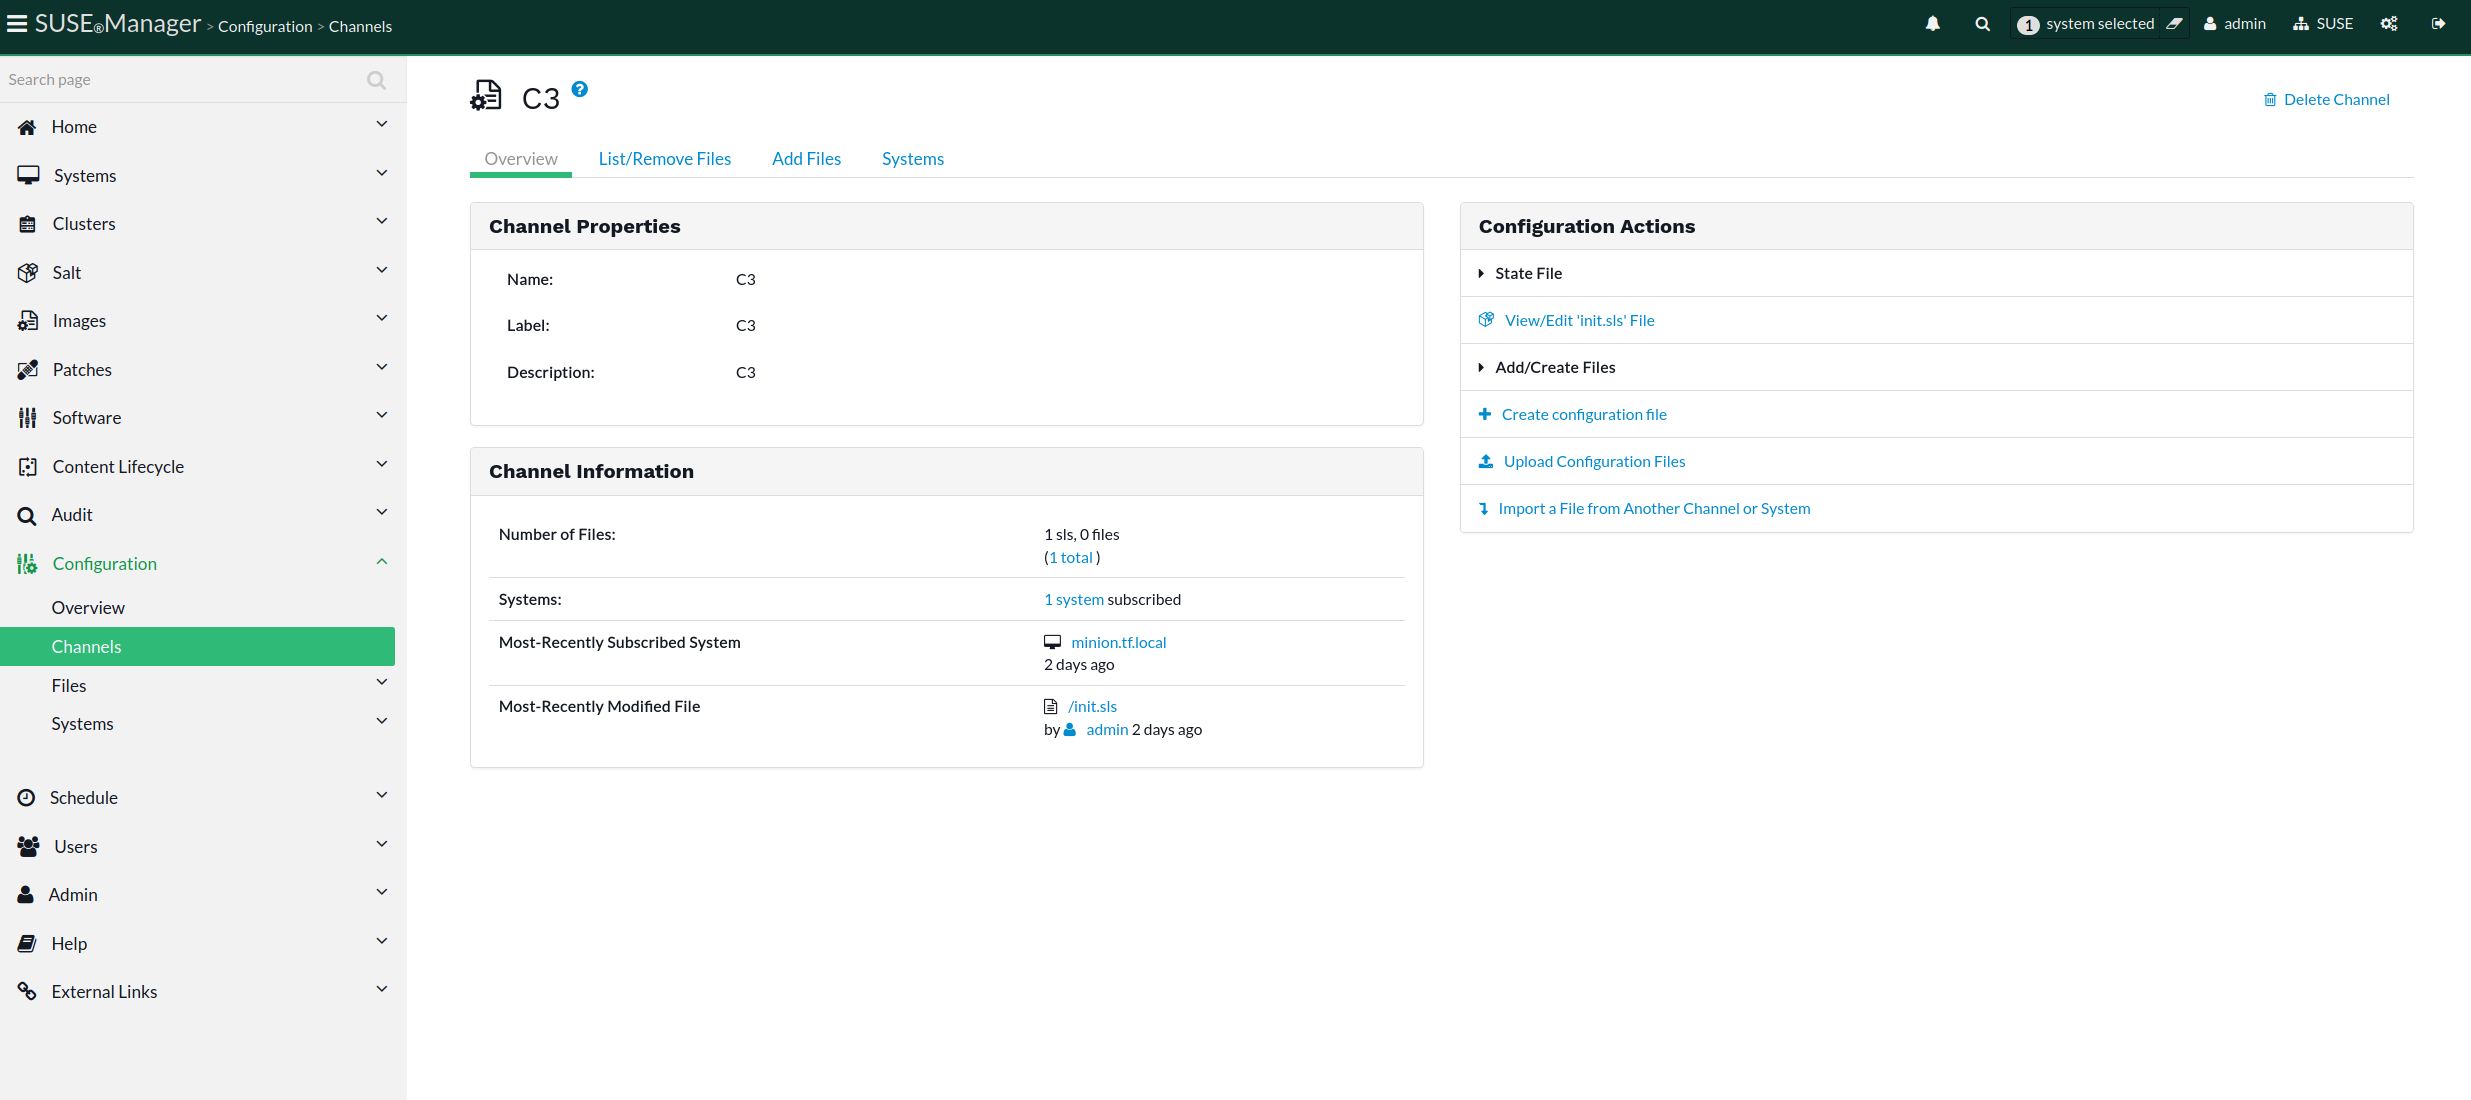 SUSE®Manager > Configuration > Channels
1 system selected
admin
SUSE
Search page
Home
Systems
Clusters
Salt
Images
Patches
Software
Content Lifecycle
Audit
Configuration
Overview
Channels
Files
Systems
Schedule
Users
Admin
Help
External Links
C3 ?
Delete Channel
Overview List/Remove Files Add Files Systems
Channel Properties
Name: C3
Label: C3
Description: C3
Channel Information
Number of Files: 1 sls, 0 files
(1 total )
Systems: 1 system subscribed
Most-Recently Subscribed System minion.tf.local
2 days ago
Most-Recently Modified File /init.sls
by admin 2 days ago
Configuration Actions
State File
View/Edit 'init.sls' File
Add/Create Files
Create configuration file
Upload Configuration Files
Import a File from Another Channel or System